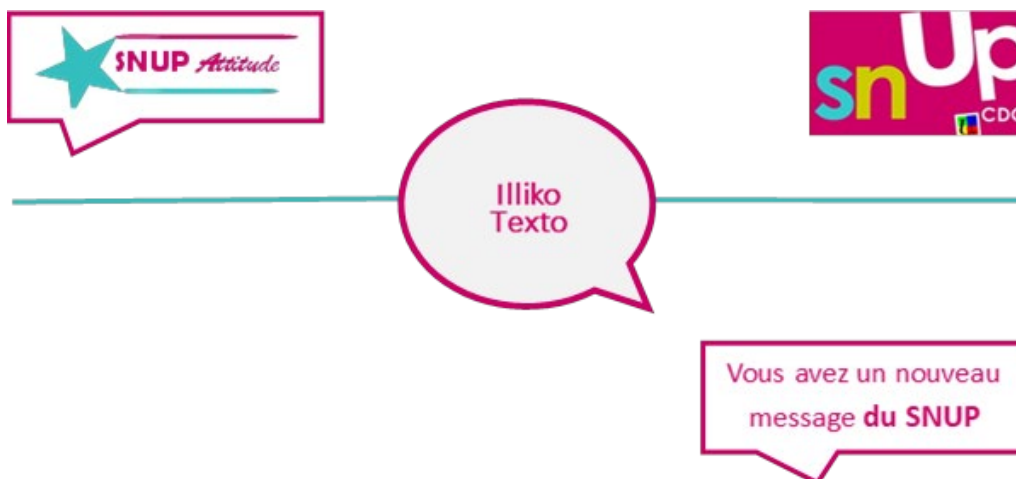 SNUP Attitude
snUp
CDC
Illiko
Texto
Vous avez un nouveau
message du SNUP